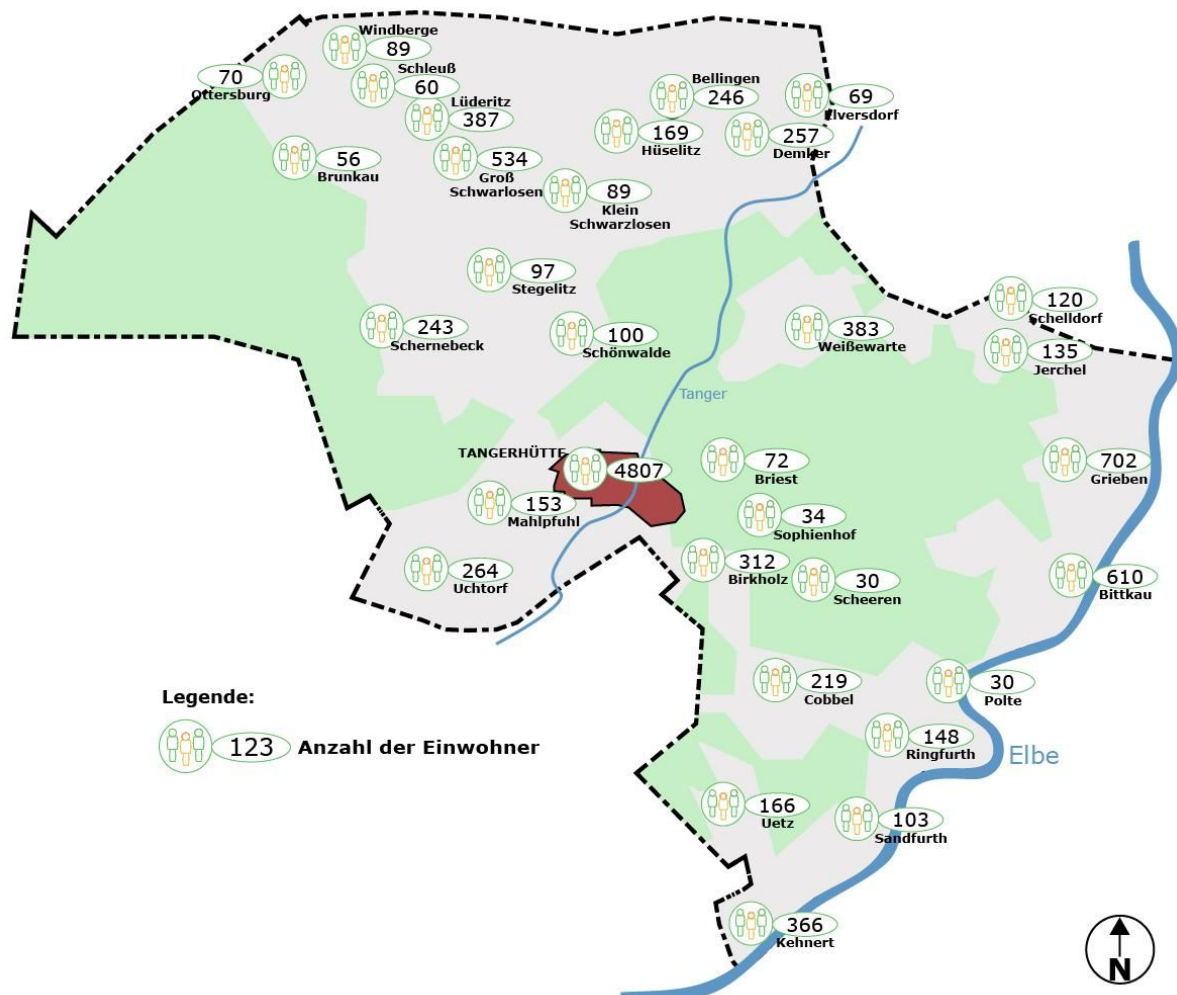 Windberge
89
70
Ottersburg
Schleuß
60
Lüderitz
387
Bellingen
246
69
Elversdorf
169
Hüselitz
257
Demker
56
Brunkau
534
Groß
Schwarlosen
89
Klein
Schwarzlosen
97
Stegelitz
120
Schelldorf
243
Schernebeck
100
Schönwalde
383
Weißewarte
135
Jerchel
Tanger
TANGERHÜTTE
4807
72
Briest
702
Grieben
153
Mahlpfuhl
34
Sophienhof
264
Uchtorf
312
Birkholz
30
Scheeren
610
Bittkau
219
Cobbel
30
Polte
Legende:
123 Anzahl der Einwohner
148
Ringfurth
Elbe
166
Uetz
103
Sandfurth
366
Kehnert
N